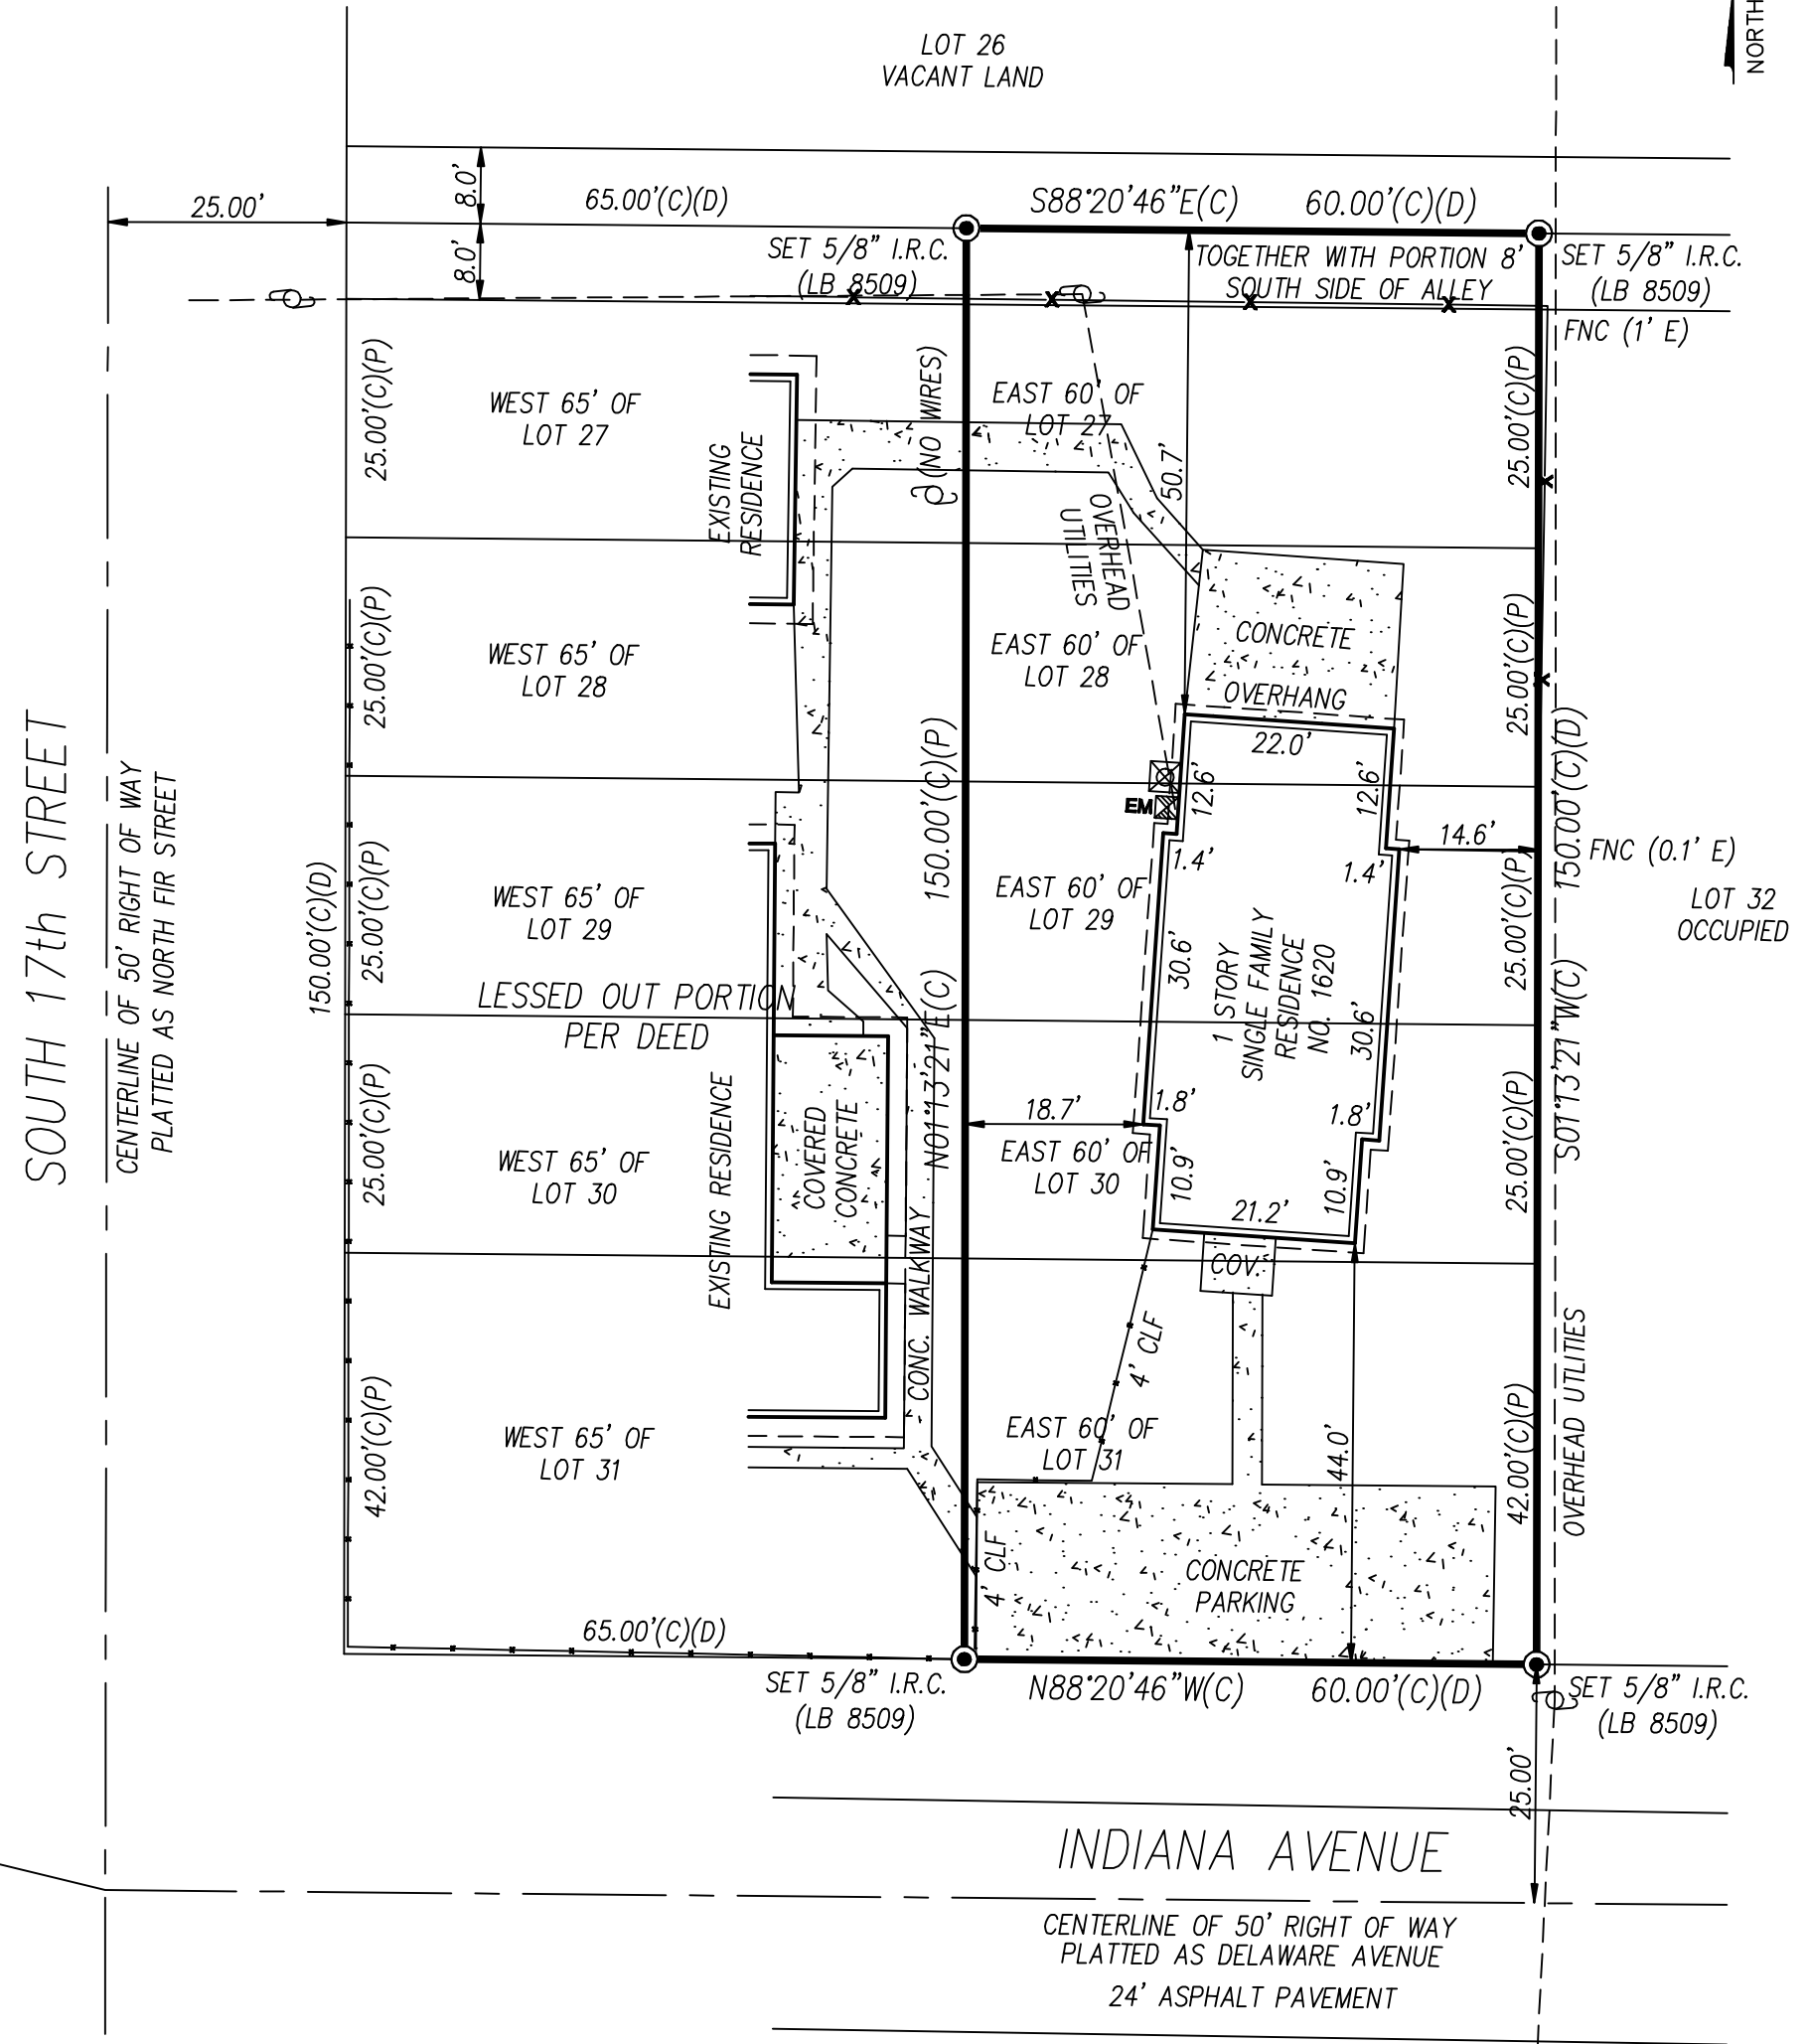 NORTH
LOT 26
VACANT LAND
25.00'
8.0'
65.00'(C)(D)
S88°20'46"E(C)
60.00'(C)(D)
8.0'
SET 5/8" I.R.C.
(LB 8509)
TOGETHER WITH PORTION 8'
SOUTH SIDE OF ALLEY
SET 5/8" I.R.C.
(LB 8509)
FNC (1' E)
25.00'(C)(P)
WEST 65' OF
LOT 27
EXISTING
RESIDENCE
(NO WIRES)
EAST 60' OF
LOT 27
50.7'
25.00'(C)(P)
OVERHEAD
UTILITIES
25.00'(C)(P)
WEST 65' OF
LOT 28
EAST 60' OF
LOT 28
CONCRETE
OVERHANG
25.00'(C)(P)
22.0'
12.6'
12.6'
EM
1.4'
1.4'
14.6'
FNC (0.1' E)
LOT 32
OCCUPIED
SOUTH 17th STREET
CENTERLINE OF 50' RIGHT OF WAY
PLATTED AS NORTH FIR STREET
150.00'(C)(D)
25.00'(C)(P)
WEST 65' OF
LOT 29
150.00'(C)(P)
N01°13'21"E(C)
EAST 60' OF
LOT 29
30.6'
1 STORY
SINGLE FAMILY
RESIDENCE
NO. 1620
30.6'
25.00'(C)(P)
150.00'(C)(D)
S01°13'21"W(C)
LESSED OUT PORTION
PER DEED
25.00'(C)(P)
WEST 65' OF
LOT 30
EXISTING RESIDENCE
COVERED
CONCRETE
18.7'
EAST 60' OF
LOT 30
1.8'
1.8'
10.9'
10.9'
21.2'
25.00'(C)(P)
COV.
CONC. WALKWAY
4' CLF
42.00'(C)(P)
WEST 65' OF
LOT 31
EAST 60' OF
LOT 31
44.0'
42.00'(C)(P)
OVERHEAD UTLITIES
4' CLF
CONCRETE
PARKING
65.00'(C)(D)
SET 5/8" I.R.C.
(LB 8509)
N88°20'46"W(C)
60.00'(C)(D)
SET 5/8" I.R.C.
(LB 8509)
25.00'
INDIANA AVENUE
CENTERLINE OF 50' RIGHT OF WAY
PLATTED AS DELAWARE AVENUE
24' ASPHALT PAVEMENT